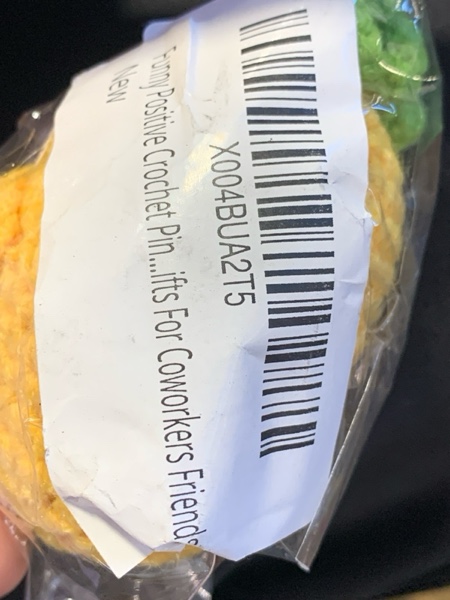 X004BUA2T5
Funny Positive Crochet Pin...ifts For Coworkers Friends
New